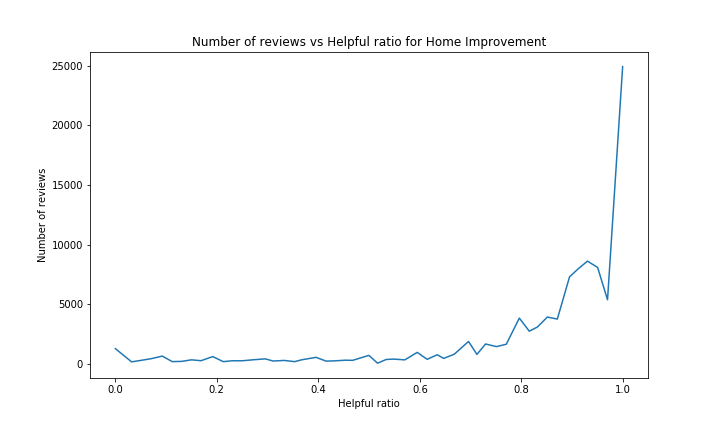 Number of reviews vs Helpful ratio for Home Improvement
25000
20000
15000
10000
5000
0
Number of reviews
0.0 0.2 0.4 0.6 0.8 1.0
Helpful ratio